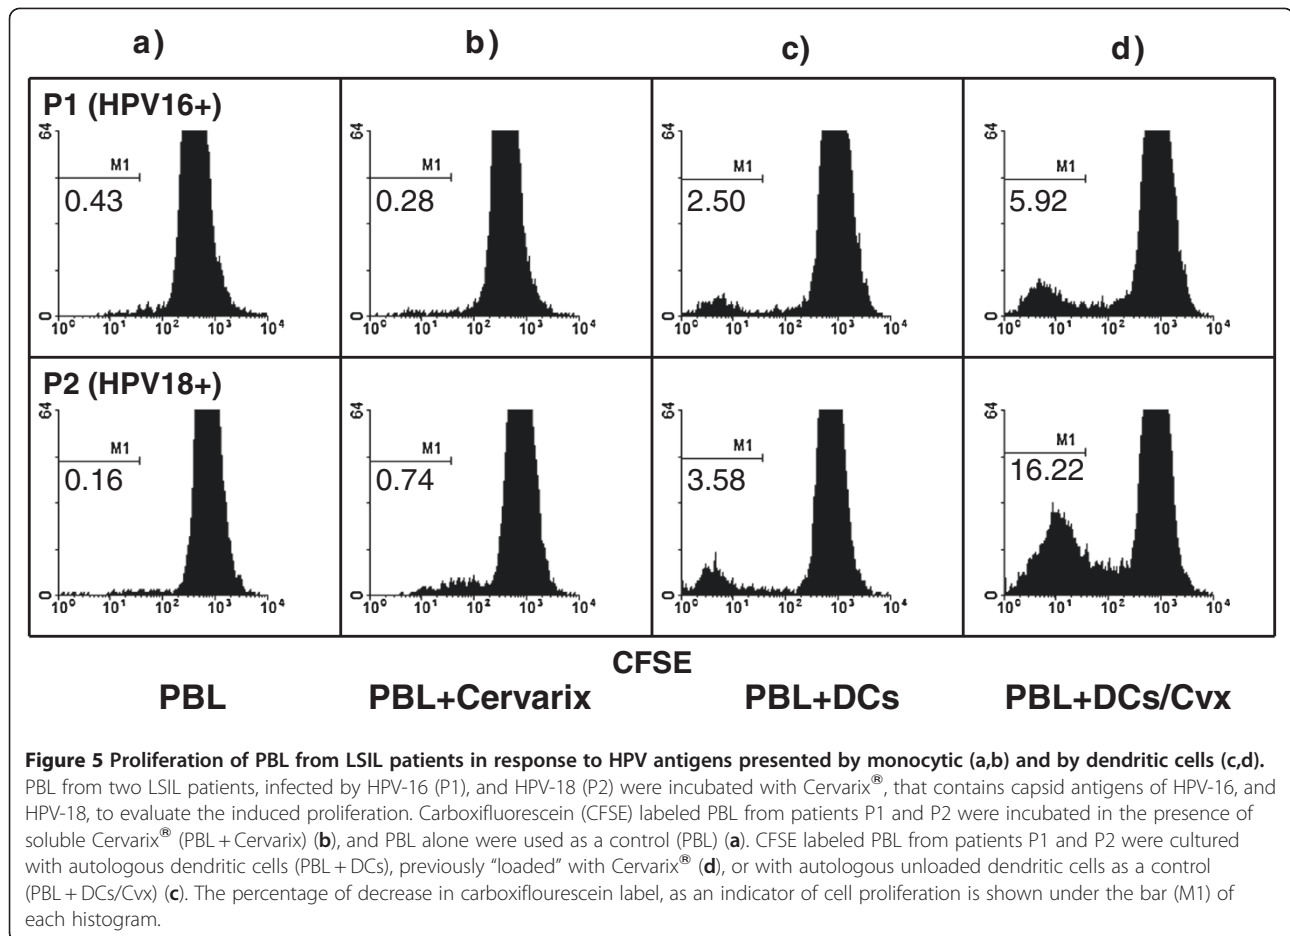 a) b) c) d)
P1 (HPV16+)
64 64 64 64
M1 M1 M1 M1
0.43 0.28 2.50 5.92
0 0 0 0
10⁰ 10¹ 10² 10³ 10⁴ 10⁰ 10¹ 10² 10³ 10⁴ 10⁰ 10¹ 10² 10³ 10⁴ 10⁰ 10¹ 10² 10³ 10⁴
P2 (HPV18+)
64 64 64 64
M1 M1 M1 M1
0.16 0.74 3.58 16.22
0 0 0 0
10⁰ 10¹ 10² 10³ 10⁴ 10⁰ 10¹ 10² 10³ 10⁴ 10⁰ 10¹ 10² 10³ 10⁴ 10⁰ 10¹ 10² 10³ 10⁴
CFSE
PBL PBL+Cervarix PBL+DCs PBL+DCs/Cvx
Figure 5 Proliferation of PBL from LSIL patients in response to HPV antigens presented by monocytic (a,b) and by dendritic cells (c,d).
PBL from two LSIL patients, infected by HPV-16 (P1), and HPV-18 (P2) were incubated with Cervarix®, that contains capsid antigens of HPV-16, and
HPV-18, to evaluate the induced proliferation. Carboxifluorescein (CFSE) labeled PBL from patients P1 and P2 were incubated in the presence of
soluble Cervarix® (PBL + Cervarix) (b), and PBL alone were used as a control (PBL) (a). CFSE labeled PBL from patients P1 and P2 were cultured
with autologous dendritic cells (PBL + DCs), previously “loaded” with Cervarix® (d), or with autologous unloaded dendritic cells as a control
(PBL + DCs/Cvx) (c). The percentage of decrease in carboxiflourescein label, as an indicator of cell proliferation is shown under the bar (M1) of
each histogram.